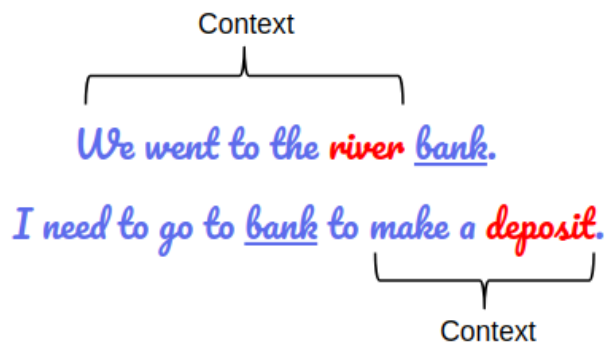 Context
We went to the river bank.
I need to go to bank to make a deposit.
Context